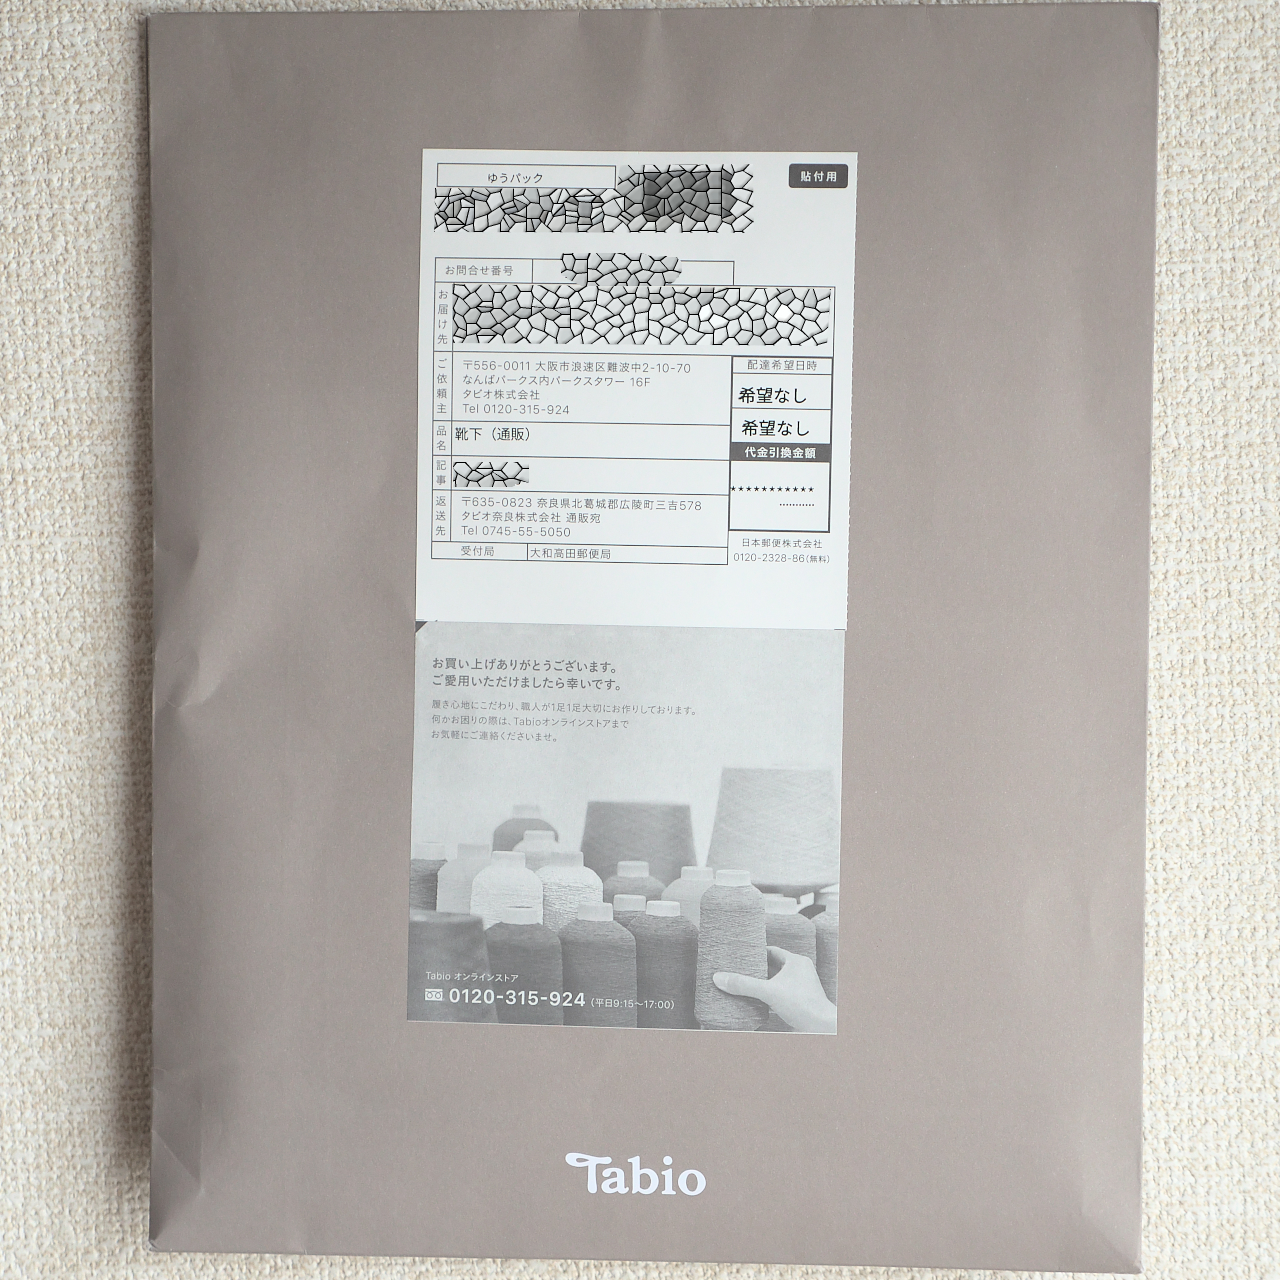 ゆうパック
貼付用
お問合せ番号
お届け先
ご依頼主
〒556-0011 大阪市浪速区難波中2-10-70
なんばパークス内パークスタワー 16F
タビオ株式会社
Tel 0120-315-924
配達希望日時
希望なし
希望なし
品名
靴下（通販）
代金引換金額
***********
記事
返送先
〒635-0823 奈良県北葛城郡広陵町三吉578
タビオ奈良株式会社 通販宛
Tel 0745-55-5050
受付局
大和高田郵便局
日本郵便株式会社
0120-2328-86(無料)
お買い上げありがとうございます。
ご愛用いただけましたら幸いです。
履き心地にこだわり、職人が1足1足大切にお作りしております。
何かお困りの際は、Tabioオンラインストアまで
お気軽にご連絡くださいませ。
Tabio オンラインストア
0120-315-924 (平日9:15〜17:00)
Tabio